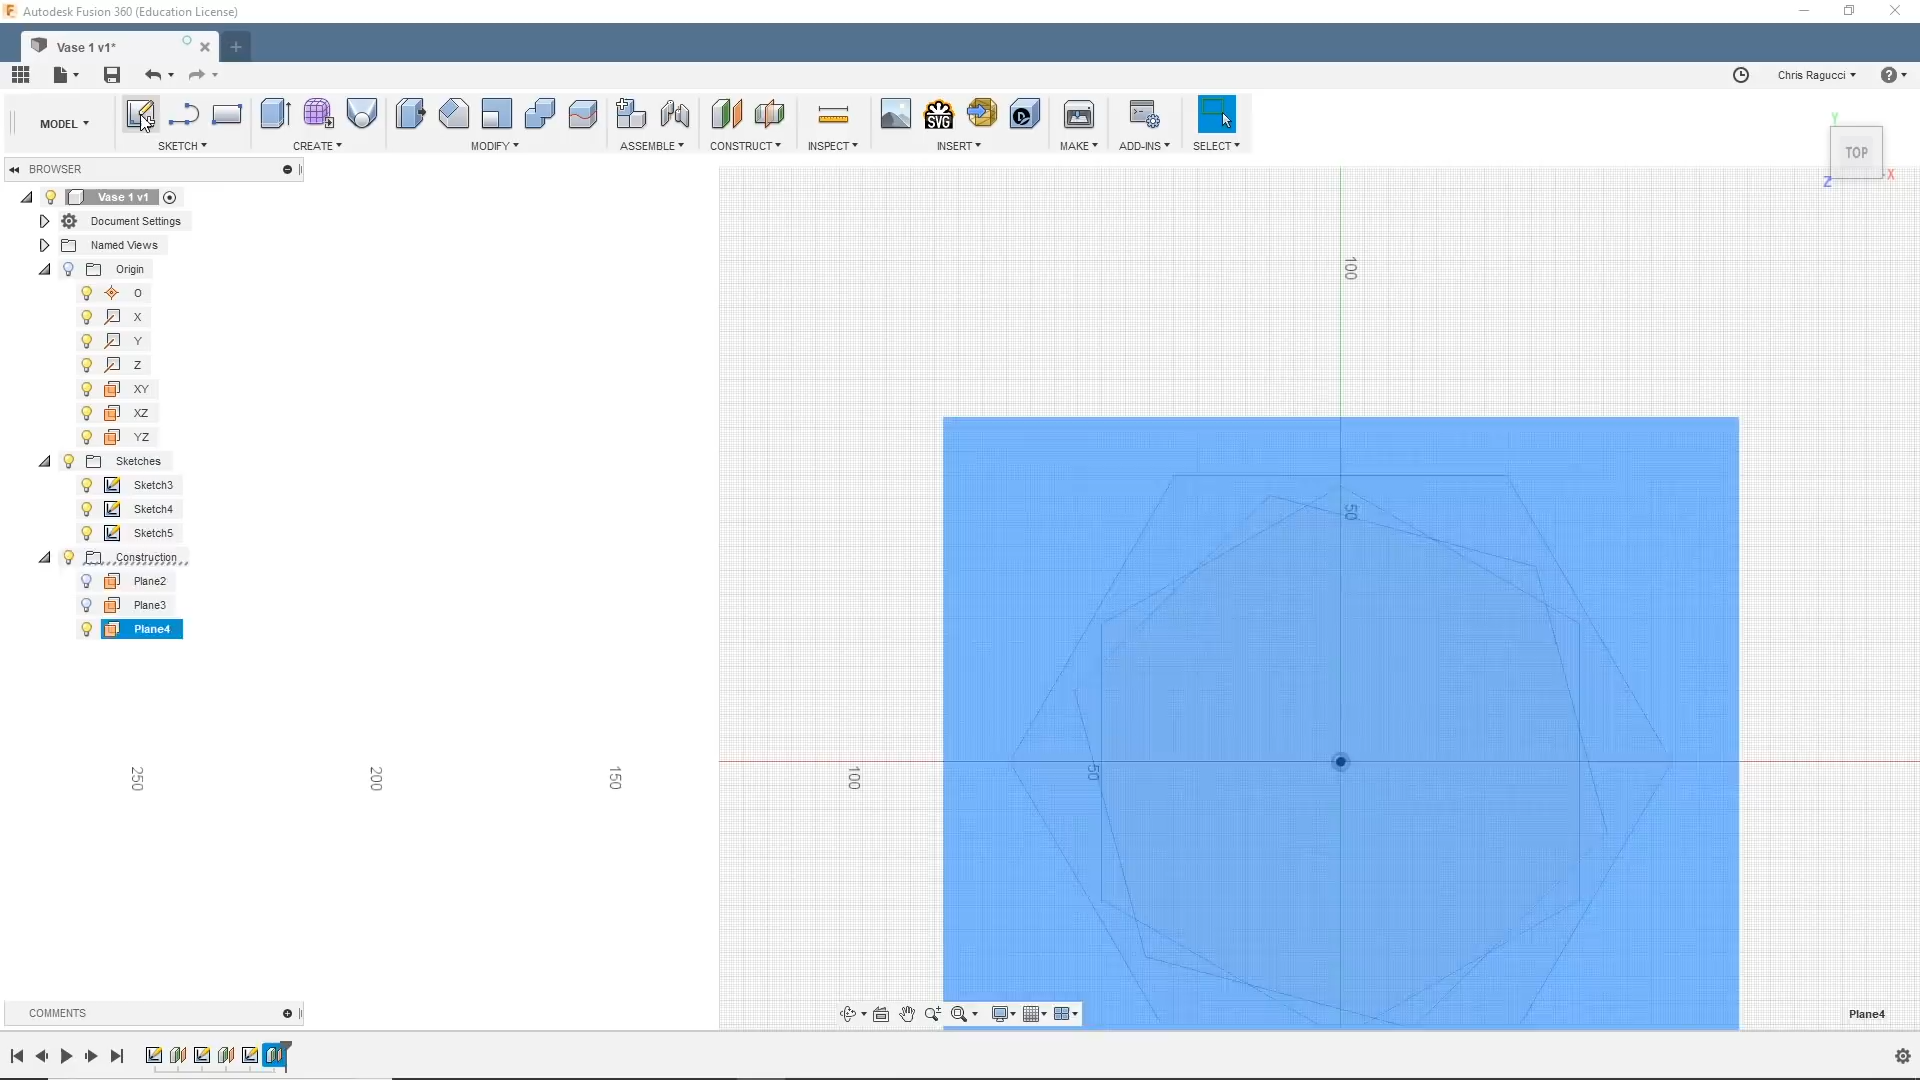 Autodesk Fusion 360 (Education License)
Vase 1 v1*
Chris Ragucci
MODEL
SKETCH
CREATE
MODIFY
ASSEMBLE
CONSTRUCT
INSPECT
SVG
INSERT
MAKE
ADD-INS
SELECT
Y
TOP
X
Z
BROWSER
Vase 1 v1
Document Settings
Named Views
Origin
O
X
Y
Z
XY
XZ
YZ
Sketches
Sketch3
Sketch4
Sketch5
Construction
Plane2
Plane3
Plane4
100
50
250
200
150
100
50
COMMENTS
Plane4